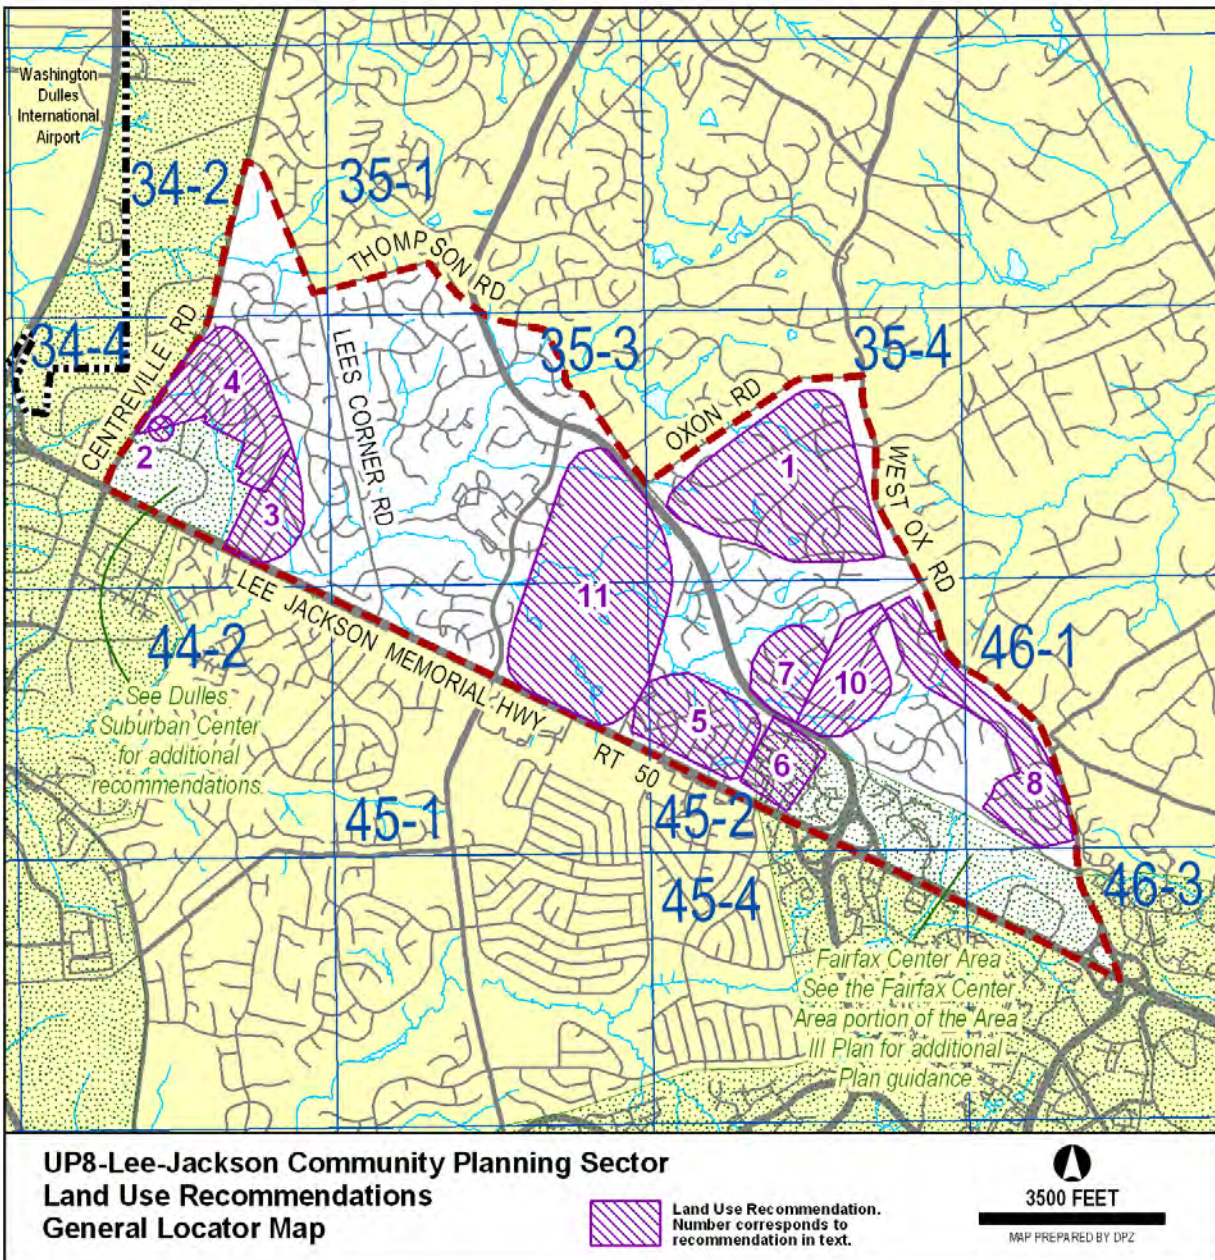 Washington
Dulles
International
Airport
34-2
35-1
THOMPSON RD
34-4
CENTREVILLE RD
LEES CORNER RD
35-3
35-4
OXON RD
WEST OX RD
4
2
3
1
11
LEE JACKSON MEMORIAL HWY
RT 50
44-2
46-1
7
10
5
6
8
See Dulles
Suburban Center
for additional
recommendations.
45-1
45-2
45-4
46-3
Fairfax Center Area
See the Fairfax Center
Area portion of the Area
III Plan for additional
Plan guidance
UP8-Lee-Jackson Community Planning Sector
Land Use Recommendations
General Locator Map
Land Use Recommendation.
Number corresponds to
recommendation in text.
3500 FEET
MAP PREPARED BY DPZ